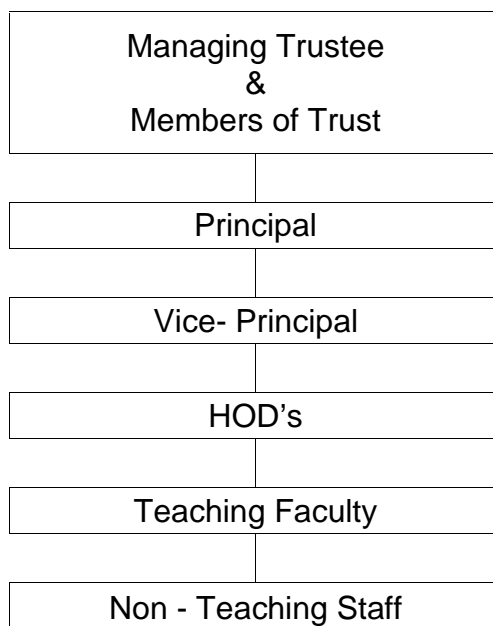 Managing Trustee
&
Members of Trust
Principal
Vice- Principal
HOD’s
Teaching Faculty
Non - Teaching Staff